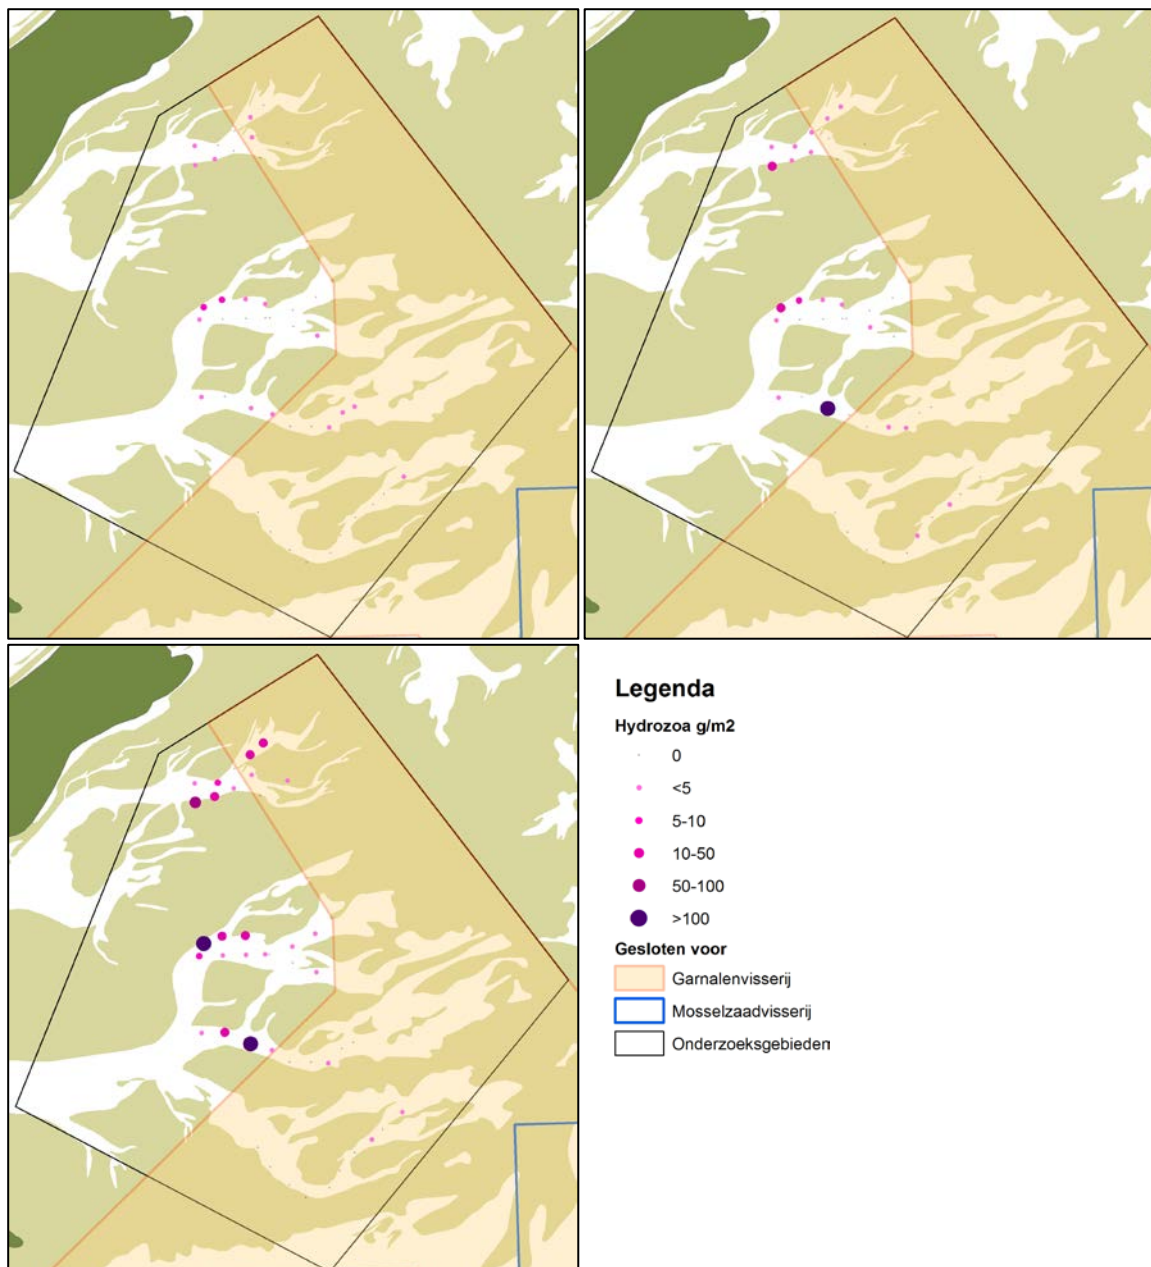 Legenda
Hydrozoa g/m2
0
<5
5-10
10-50
50-100
>100
Gesloten voor
Garnalenvisserij
Mosselzaadvisserij
Onderzoeksgebieden